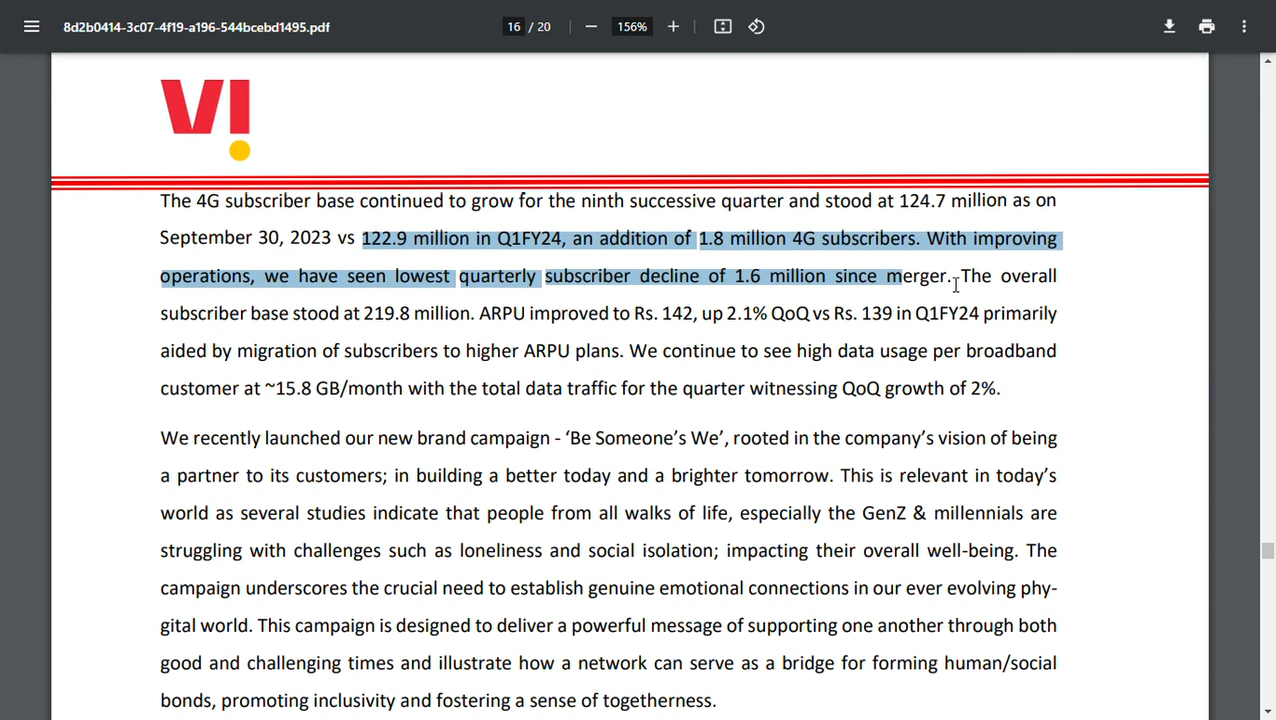 8d2b0414-3c07-4f19-a196-544bcebd1495.pdf
16 / 20
156%
VI
The 4G subscriber base continued to grow for the ninth successive quarter and stood at 124.7 million as on
September 30, 2023 vs 122.9 million in Q1FY24, an addition of 1.8 million 4G subscribers. With improving
operations, we have seen lowest quarterly subscriber decline of 1.6 million since merger. The overall
subscriber base stood at 219.8 million. ARPU improved to Rs. 142, up 2.1% QoQ vs Rs. 139 in Q1FY24 primarily
aided by migration of subscribers to higher ARPU plans. We continue to see high data usage per broadband
customer at ~15.8 GB/month with the total data traffic for the quarter witnessing QoQ growth of 2%.
We recently launched our new brand campaign - ‘Be Someone’s We’, rooted in the company’s vision of being
a partner to its customers; in building a better today and a brighter tomorrow. This is relevant in today’s
world as several studies indicate that people from all walks of life, especially the GenZ & millennials are
struggling with challenges such as loneliness and social isolation; impacting their overall well-being. The
campaign underscores the crucial need to establish genuine emotional connections in our ever evolving phy-
gital world. This campaign is designed to deliver a powerful message of supporting one another through both
good and challenging times and illustrate how a network can serve as a bridge for forming human/social
bonds, promoting inclusivity and fostering a sense of togetherness.